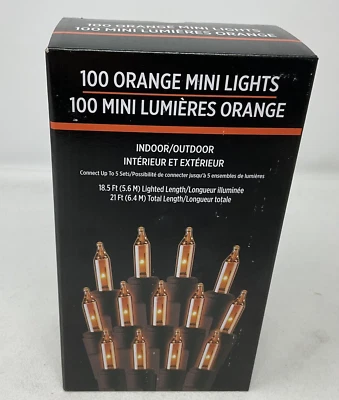 100 ORANGE MINI LIGHTS
100 MINI LUMIÈRES ORANGE
INDOOR/OUTDOOR
INTÉRIEUR ET EXTÉRIEUR
Connect Up To 5 Sets/Possibilité de connecter jusqu'à 5 ensembles de lumières
18.5 Ft (5.6 M) Lighted Length/Longueur illuminée
21 Ft (6.4 M) Total Length/Longueur totale